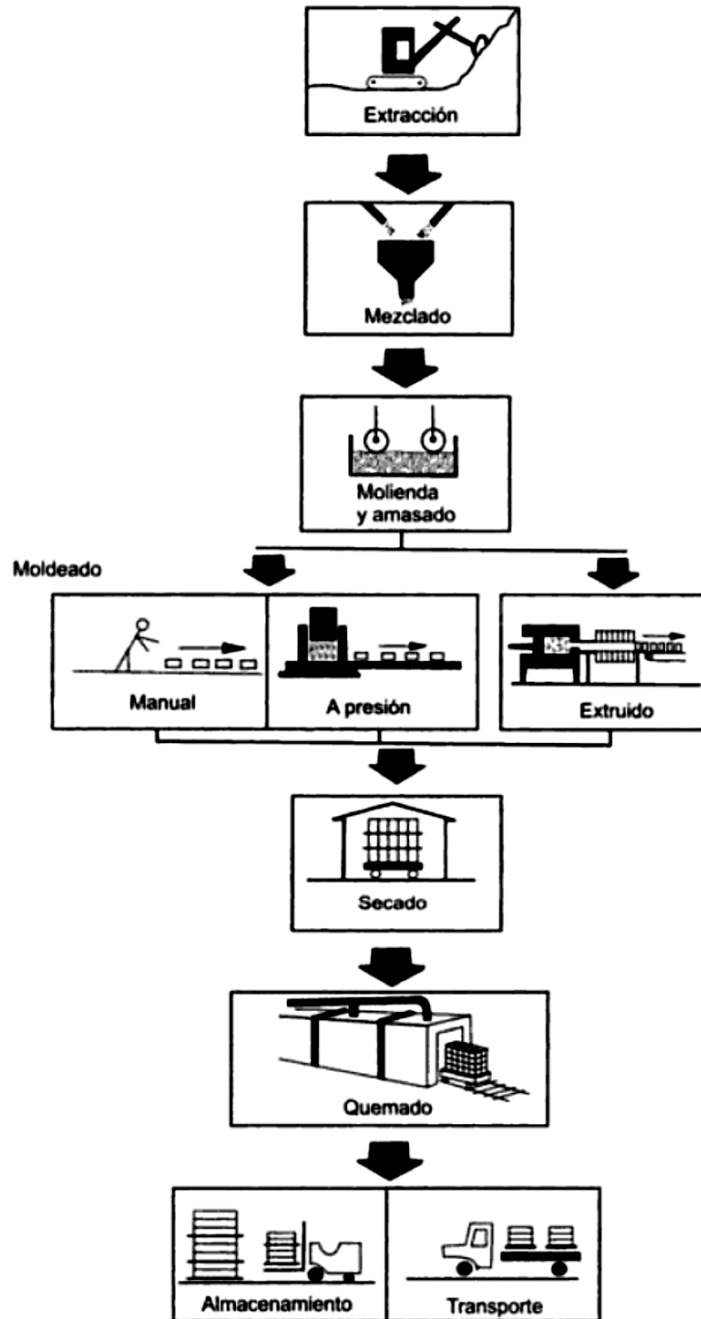 Extracción
Mezclado
Molienda
y amasado
Moldeado
Manual
A presión
Extruido
Secado
Quemado
Almacenamiento
Transporte